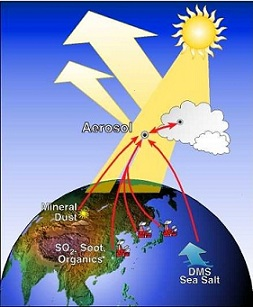 Aerosol
Mineral
Dust
SO₂, Soot,
Organics
DMS
Sea Salt